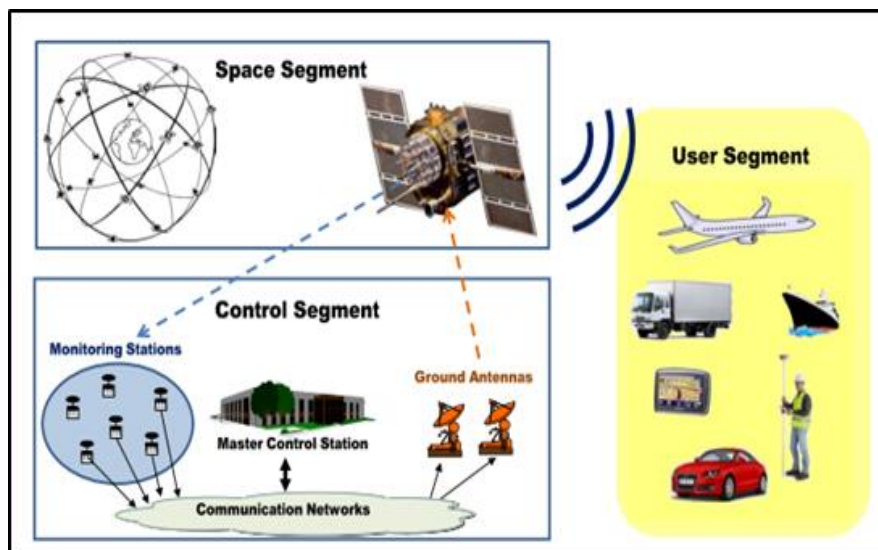 Space Segment
User Segment
Control Segment
Monitoring Stations
Ground Antennas
Master Control Station
Communication Networks